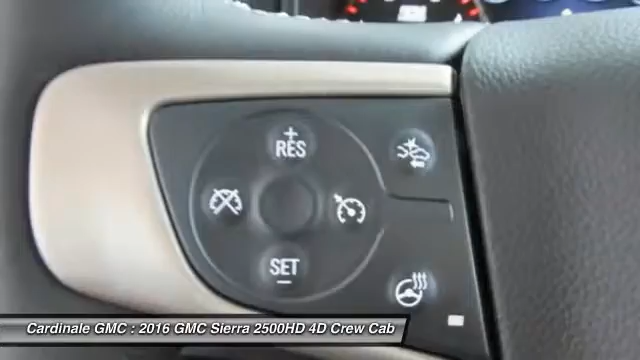 +
RES
SET
−
Cardinale GMC : 2016 GMC Sierra 2500HD 4D Crew Cab